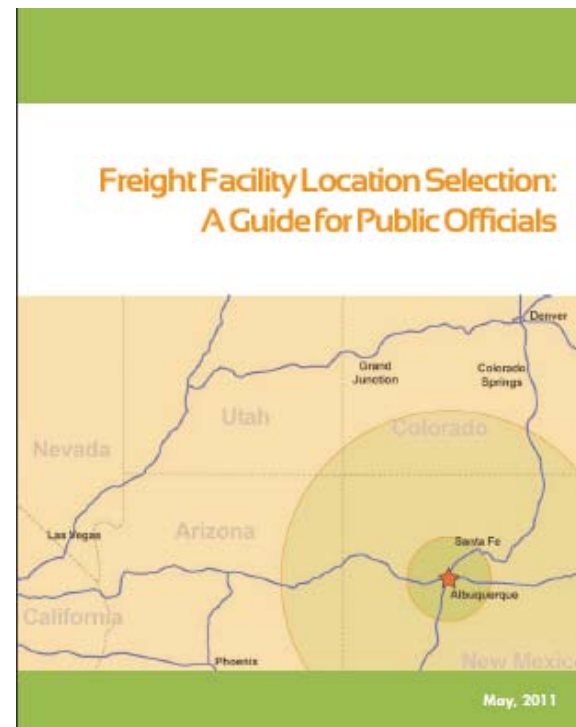 Freight Facility Location Selection:
A Guide for Public Officials
Denver
Grand
Junction
Colorado
Springs
Utah
Colorado
Nevada
Las Vegas
Arizona
Santa Fe
Albuquerque
California
Phoenix
New Mexico
May, 2011